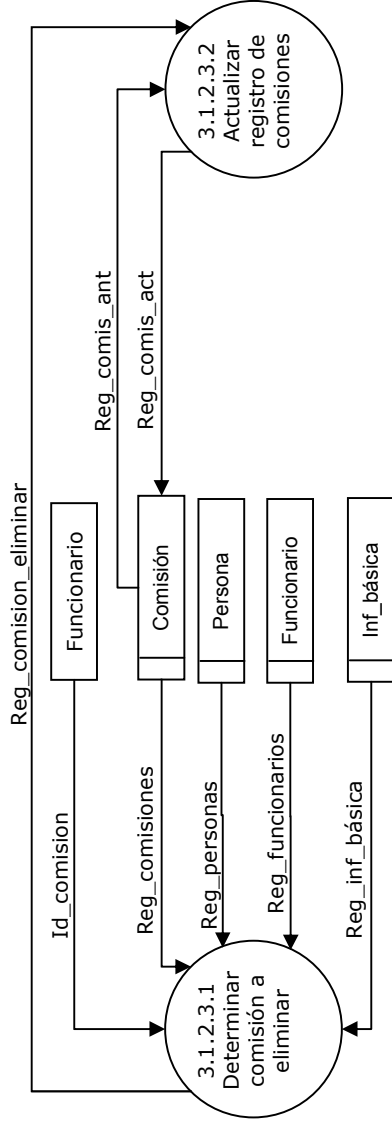 Reg_comision_eliminar
Id_comision
Funcionario
Reg_comis_ant
3.1.2.3.1
Determinar
comisión a
eliminar
Reg_comisiones
Comisión
Reg_comis_act
3.1.2.3.2
Actualizar
registro de
comisiones
Reg_personas
Persona
Reg_funcionarios
Funcionario
Reg_inf_básica
Inf_básica